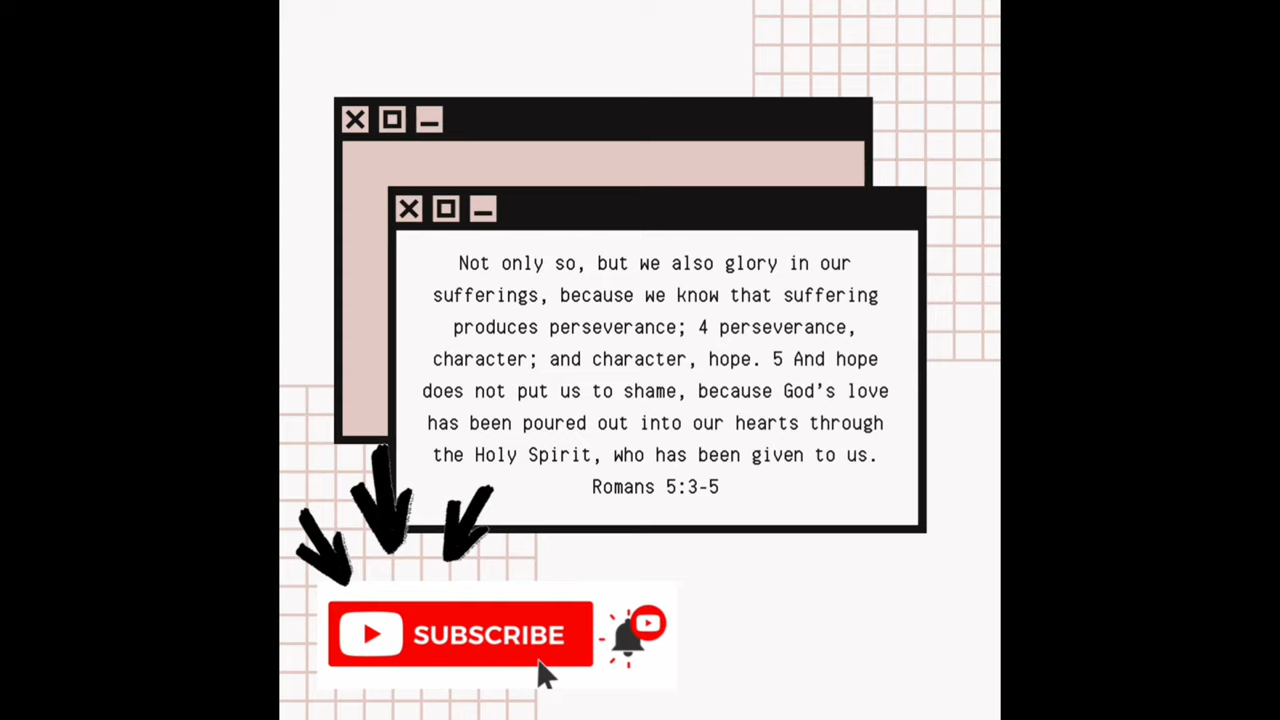 Not only so, but we also glory in our
sufferings, because we know that suffering
produces perseverance; 4 perseverance,
character; and character, hope. 5 And hope
does not put us to shame, because God’s love
has been poured out into our hearts through
the Holy Spirit, who has been given to us.
Romans 5:3-5
SUBSCRIBE